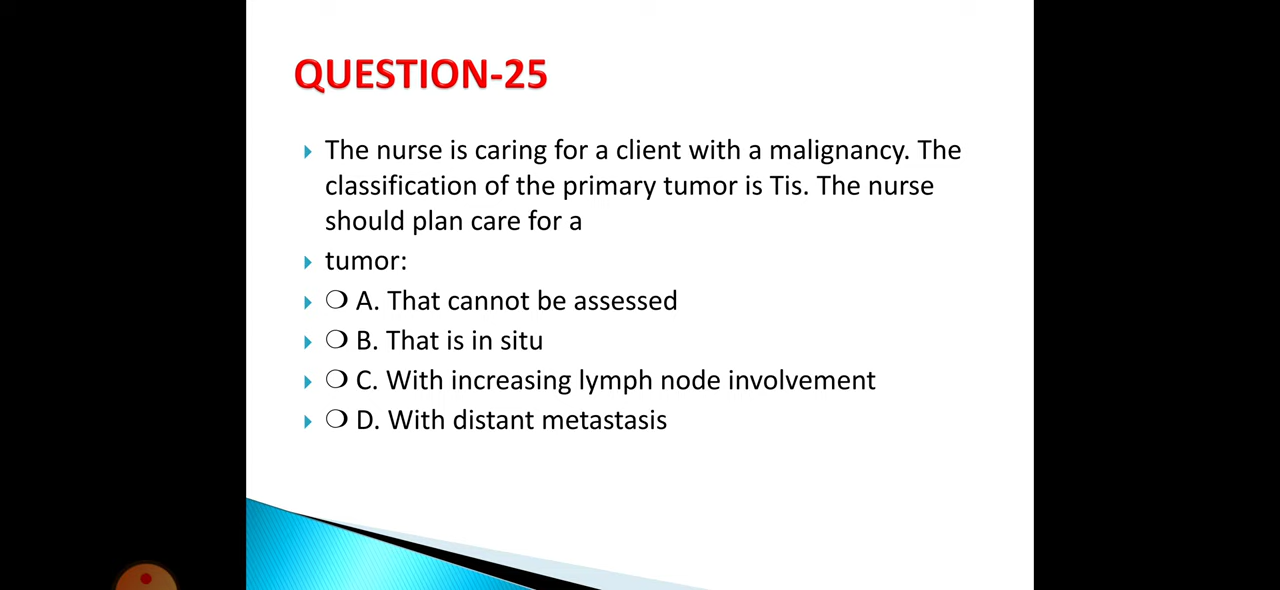 QUESTION-25
The nurse is caring for a client with a malignancy. The
classification of the primary tumor is Tis. The nurse
should plan care for a
tumor:
❍ A. That cannot be assessed
❍ B. That is in situ
❍ C. With increasing lymph node involvement
❍ D. With distant metastasis